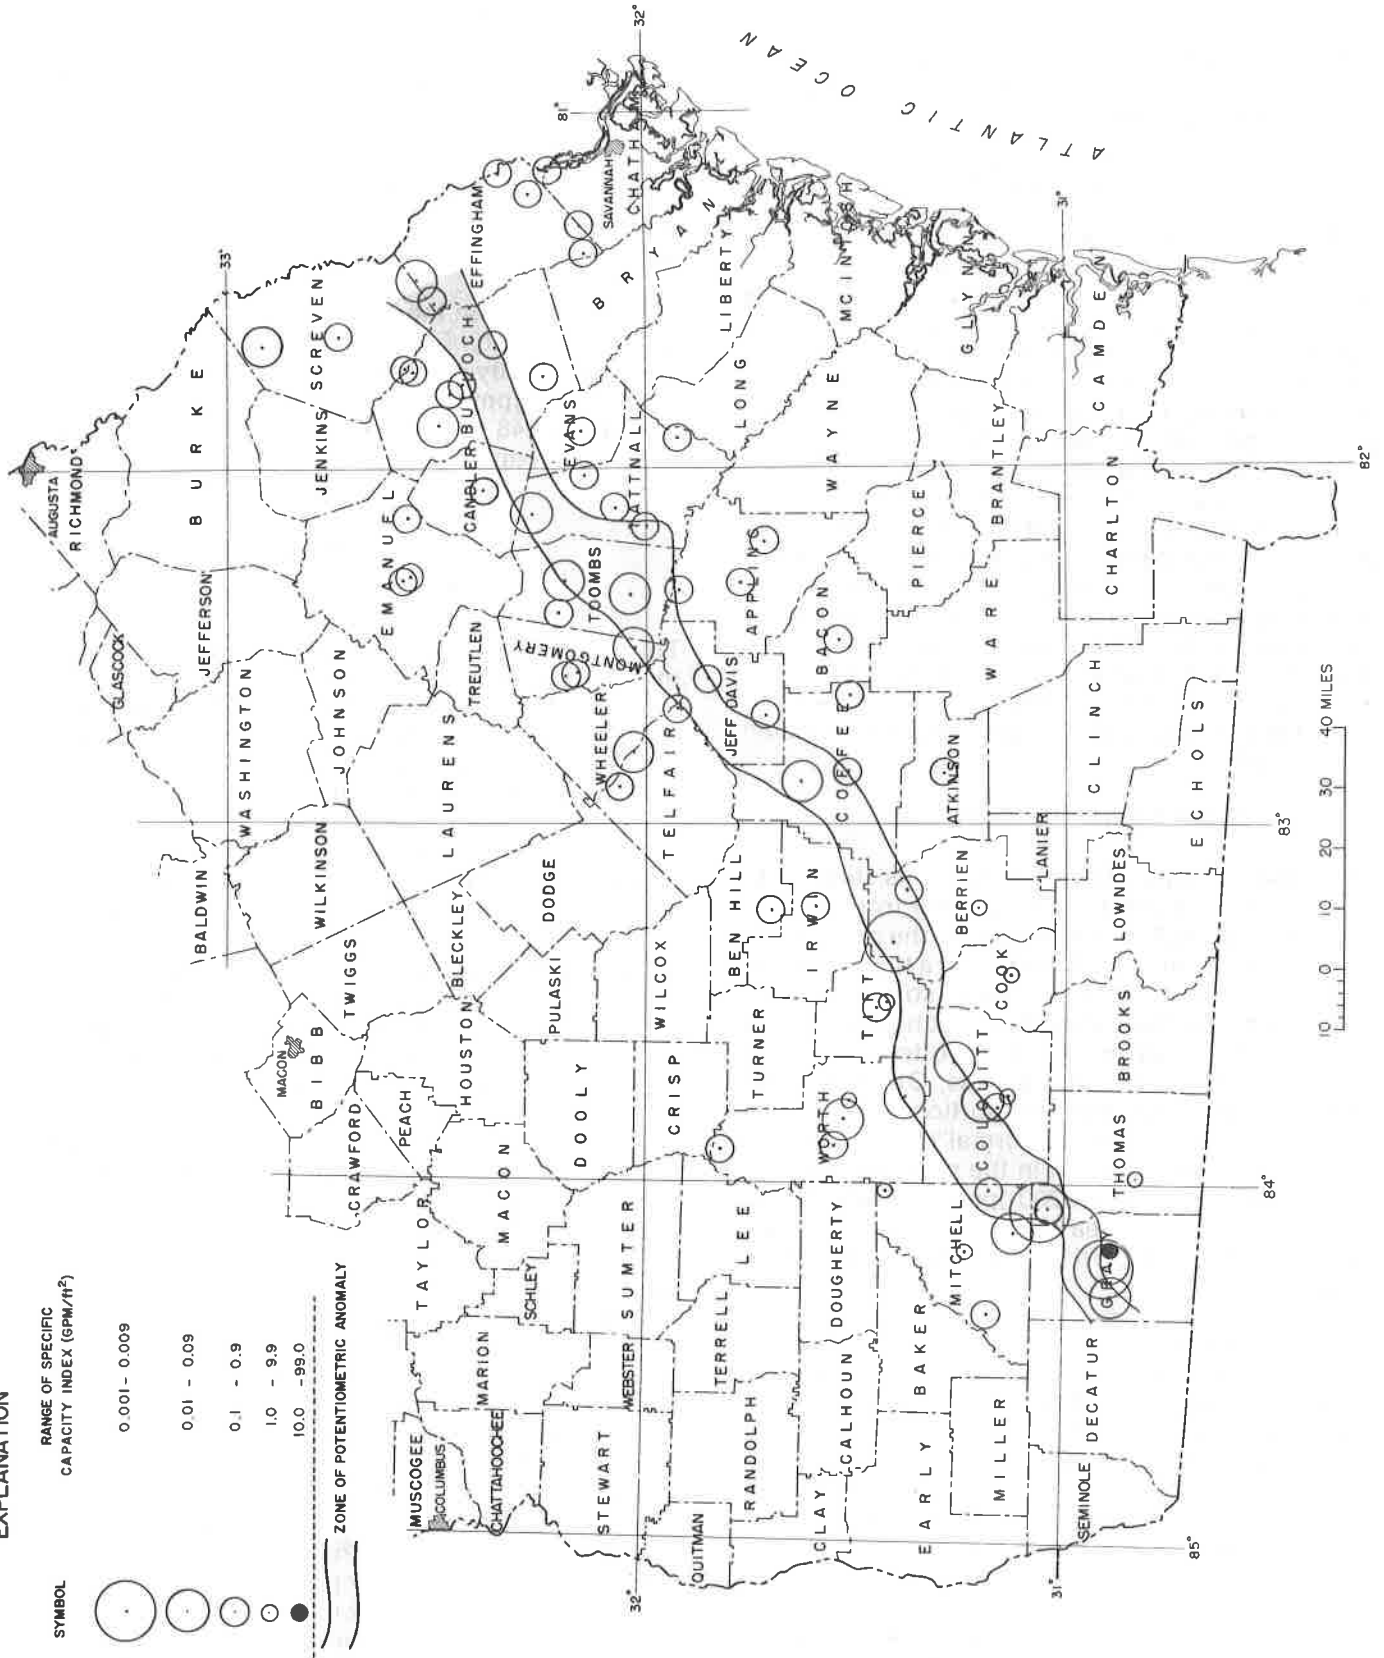 EXPLANATION
SYMBOL
RANGE OF SPECIFIC
CAPACITY INDEX (GPM/ft²)
0.001 - 0.009
0.01 - 0.09
0.1 - 0.9
1.0 - 9.9
10.0 - 99.0
ZONE OF POTENTIOMETRIC ANOMALY
AUGUSTA
RICHMOND
BURKE
33°
GLASCOCK
JEFFERSON
JENKINS
SCREVEN
WASHINGTON
JOHNSON
EMANUEL
CANDLER
BULLOCH
EFFINGHAM
81°
32°
SAVANNAH
CHATHAM
BRYAN
ATLANTIC OCEAN
BALDWIN
WILKINSON
TWIGGS
LAURENS
TREUTLEN
MONTGOMERY
TOOMBS
EVANS
TATTNALL
LIBERTY
LONG
MC INTOSH
MACON
BIBB
BLECKLEY
DODGE
WHEELER
TELFAIR
JEFF DAVIS
APPLING
WAYNE
GLYNN
31°
CRAWFORD
PEACH
HOUSTON
PULASKI
WILCOX
BEN HILL
IRWIN
COFFEE
BACON
PIERCE
BRANTLEY
CAMDEN
TAYLOR
MACON
DOOLY
CRISP
TURNER
TIFT
BERRIEN
ATKINSON
WARE
CHARLTON
82°
MARION
SCHLEY
SUMTER
LEE
WORTH
COLQUITT
COOK
LANIER
CLINCH
ECHOLS
83°
MUSCOGEE
COLUMBUS
CHATTAHOOCHEE
STEWART
WEBSTER
TERRELL
DOUGHERTY
MITCHELL
THOMAS
BROOKS
LOWNDES
84°
32°
QUITMAN
RANDOLPH
CLAY
CALHOUN
EARLY
BAKER
MILLER
GRADY
DECATUR
SEMINOLE
31°
85°
10 0 10 20 30 40 MILES